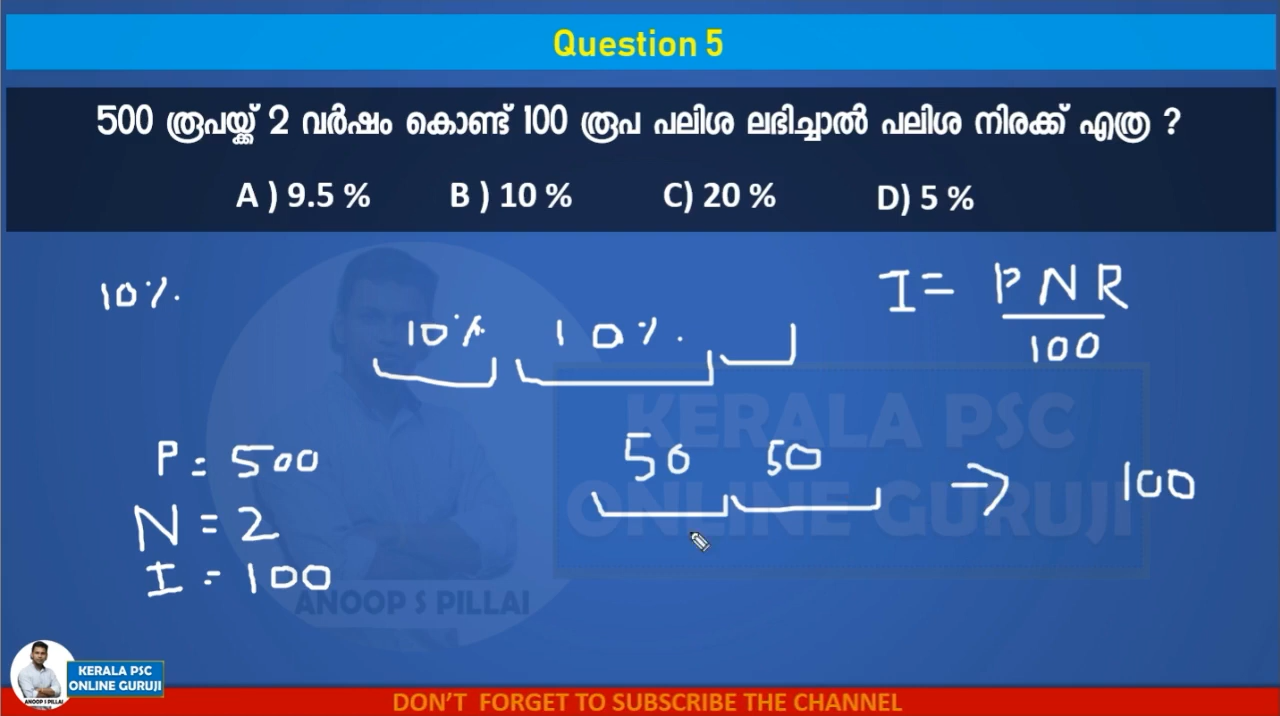 Question 5
500 രൂപയ്ക്ക് 2 വർഷം കൊണ്ട് 100 രൂപ പലിശ ലഭിച്ചാൽ പലിശ നിരക്ക് എത്ര ?
A ) 9.5 % B ) 10 % C) 20 % D) 5 %
10%.
10% 10%.
I = PNR
100
P = 500
N = 2
I = 100
50 50 → 100
KERALA PSC
ONLINE GURUJI
ANOOP S PILLAI
KERALA PSC
ONLINE GURUJI
ANOOP S PILLAI
DON'T FORGET TO SUBSCRIBE THE CHANNEL